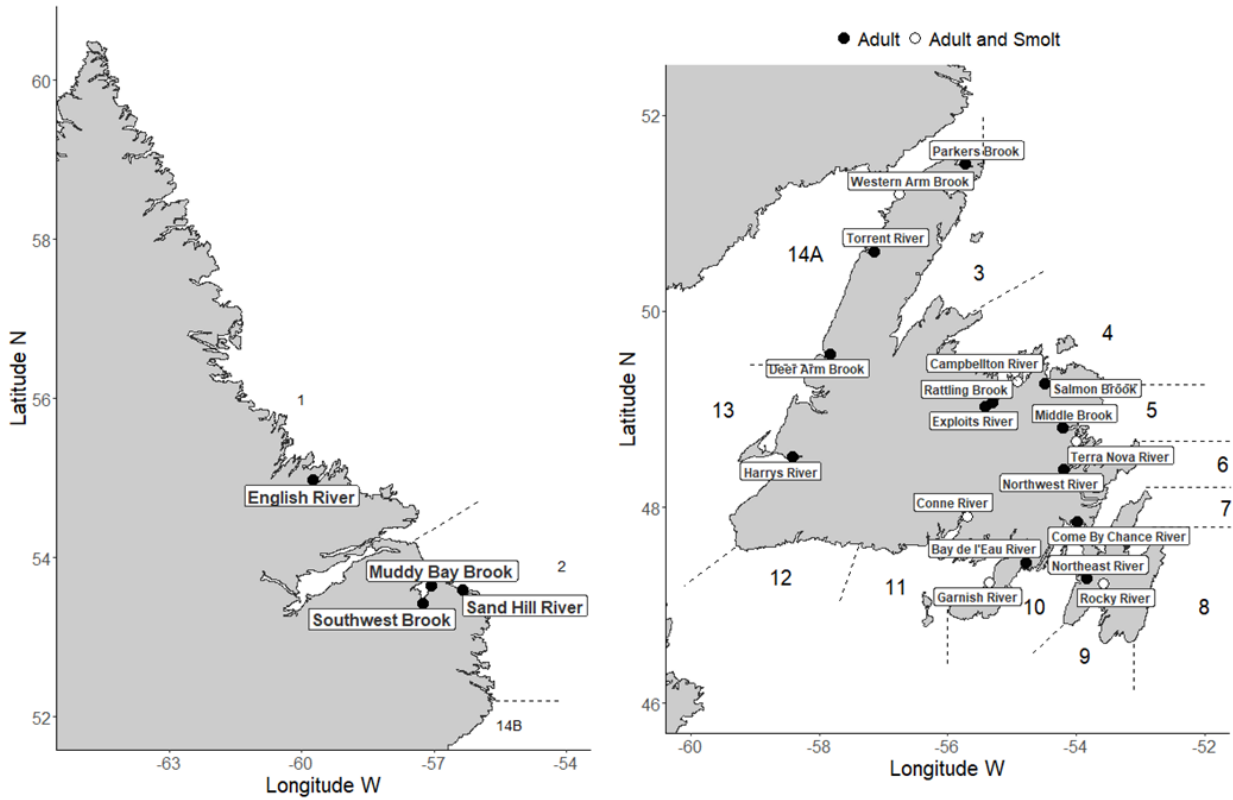 60
58
56
54
52
Latitude N
1
English River
2
Muddy Bay Brook
Sand Hill River
Southwest Brook
14B
-63
-60
-57
-54
Longitude W
Adult
Adult and Smolt
52
50
48
46
Latitude N
Parkers Brook
Western Arm Brook
Torrent River
14A
3
4
Deer Arm Brook
Campbellton River
Rattling Brook
Salmon Brook
13
Exploits River
Middle Brook
5
Terra Nova River
6
Harrys River
Northwest River
Conne River
7
Come By Chance River
Bay de l'Eau River
Northeast River
12
11
Garnish River
10
Rocky River
8
9
-60
-58
-56
-54
-52
Longitude W